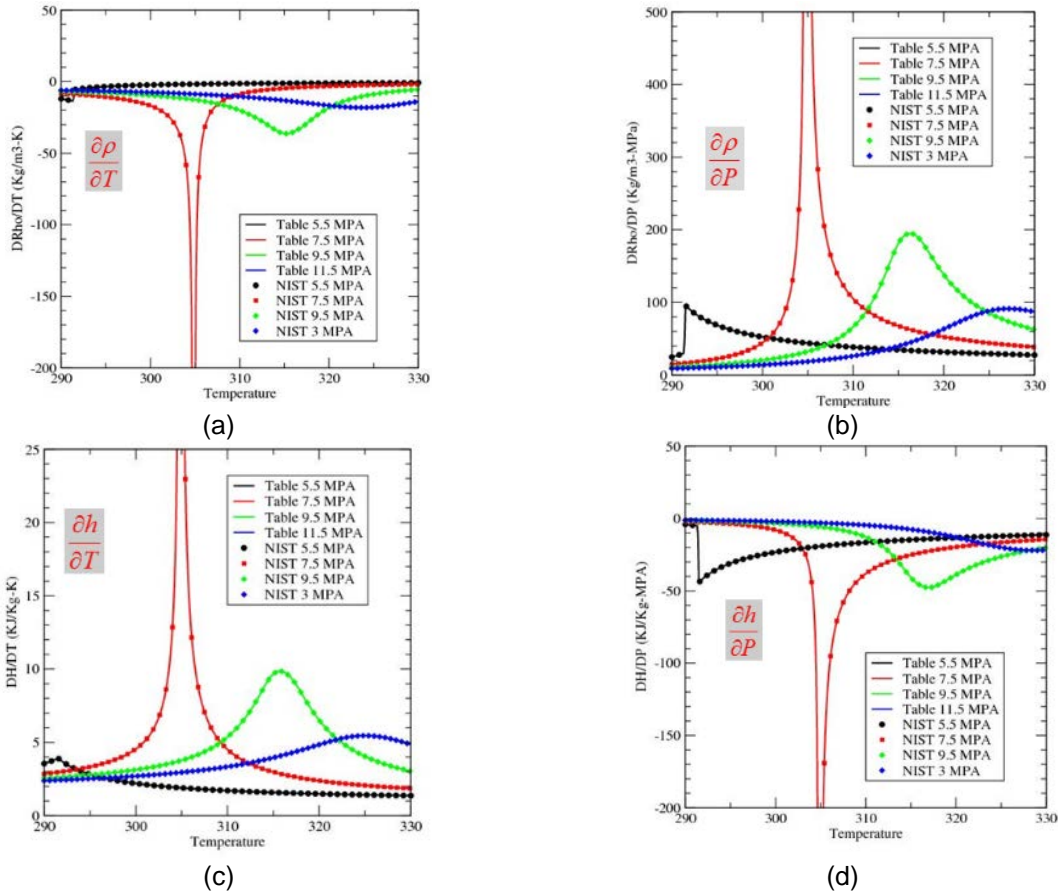 50
0
-50
-100
-150
-200
DRho/DT (Kg/m3-K)
∂ρ
∂T
Table 5.5 MPA
Table 7.5 MPA
Table 9.5 MPA
Table 11.5 MPA
NIST 5.5 MPA
NIST 7.5 MPA
NIST 9.5 MPA
NIST 3 MPA
290 300 310 320 330
Temperature
(a)
500
400
300
200
100
0
DRho/DP (Kg/m3-MPa)
∂ρ
∂P
Table 5.5 MPA
Table 7.5 MPA
Table 9.5 MPA
Table 11.5 MPA
NIST 5.5 MPA
NIST 7.5 MPA
NIST 9.5 MPA
NIST 3 MPA
290 300 310 320 330
Temperature
(b)
25
20
15
10
5
0
DH/DT (KJ/Kg-K)
∂h
∂T
Table 5.5 MPA
Table 7.5 MPA
Table 9.5 MPA
Table 11.5 MPA
NIST 5.5 MPA
NIST 7.5 MPA
NIST 9.5 MPA
NIST 3 MPA
290 300 310 320 330
Temperature
(c)
50
0
-50
-100
-150
-200
DH/DP (KJ/Kg-MPA)
∂h
∂P
Table 5.5 MPA
Table 7.5 MPA
Table 9.5 MPA
Table 11.5 MPA
NIST 5.5 MPA
NIST 7.5 MPA
NIST 9.5 MPA
NIST 3 MPA
290 300 310 320 330
Temperature
(d)